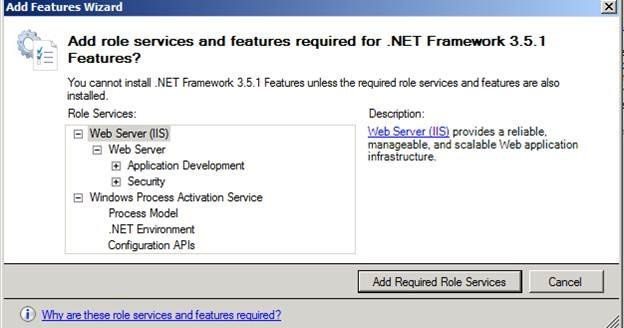 Add Features Wizard
Add role services and features required for .NET Framework 3.5.1
Features?
You cannot install .NET Framework 3.5.1 Features unless the required role services and features are also
installed.
Role Services:
Web Server (IIS)
Web Server
Application Development
Security
Windows Process Activation Service
Process Model
.NET Environment
Configuration APIs
Description:
Web Server (IIS) provides a reliable,
manageable, and scalable Web application
infrastructure.
Add Required Role Services
Cancel
Why are these role services and features required?